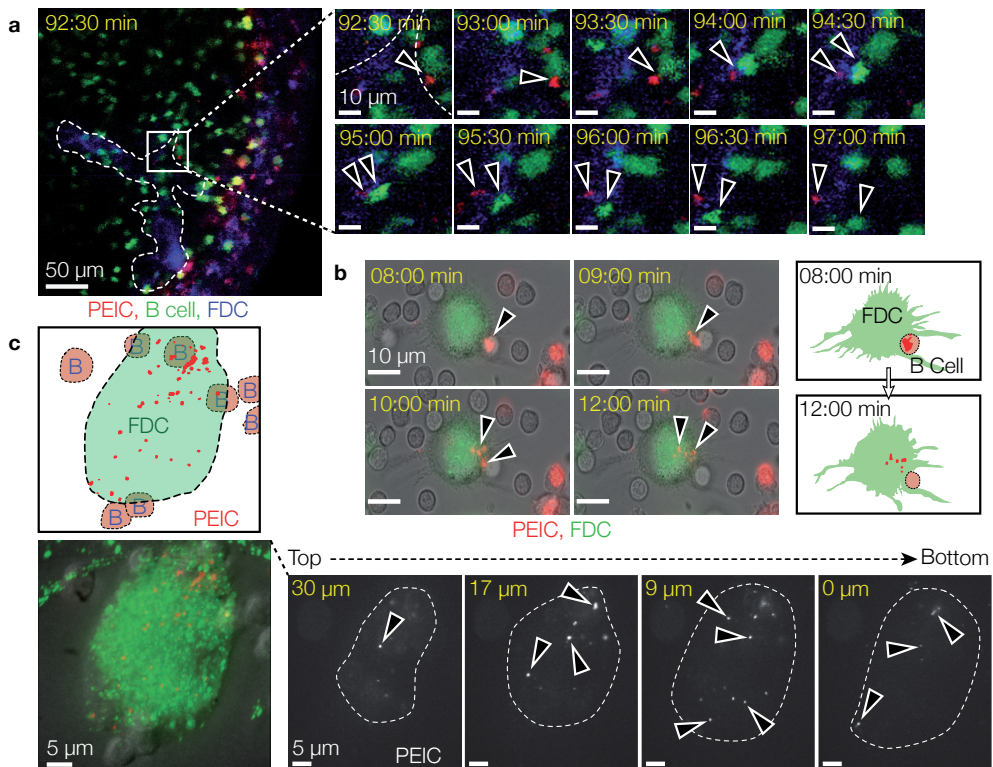 a
92:30 min
50 µm
PEIC, B cell, FDC
92:30 min
93:00 min
93:30 min
94:00 min
94:30 min
10 µm
95:00 min
95:30 min
96:00 min
96:30 min
97:00 min
b
08:00 min
09:00 min
10 µm
10:00 min
12:00 min
PEIC, FDC
08:00 min
FDC
B Cell
12:00 min
c
B
B
B
B
B
B
FDC
B
B
PEIC
5 µm
Top
Bottom
30 µm
17 µm
9 µm
0 µm
5 µm
PEIC